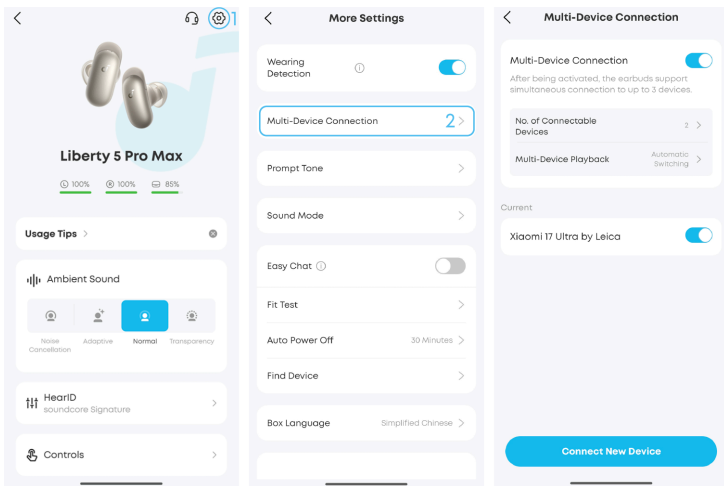 1
Liberty 5 Pro Max
L 100% R 100% 85%
Usage Tips
Ambient Sound
Noise
Cancellation
Adaptive
Normal
Transparency
HearID
soundcore Signature
Controls
More Settings
Wearing
Detection
Multi-Device Connection 2
Prompt Tone
Sound Mode
Easy Chat
Fit Test
Auto Power Off 30 Minutes
Find Device
Box Language Simplified Chinese
Multi-Device Connection
Multi-Device Connection
After being activated, the earbuds support
simultaneous connection to up to 3 devices.
No. of Connectable
Devices
Multi-Device Playback
Automatic
Switching
Current
Xiaomi 17 Ultra by Leica
Connect New Device